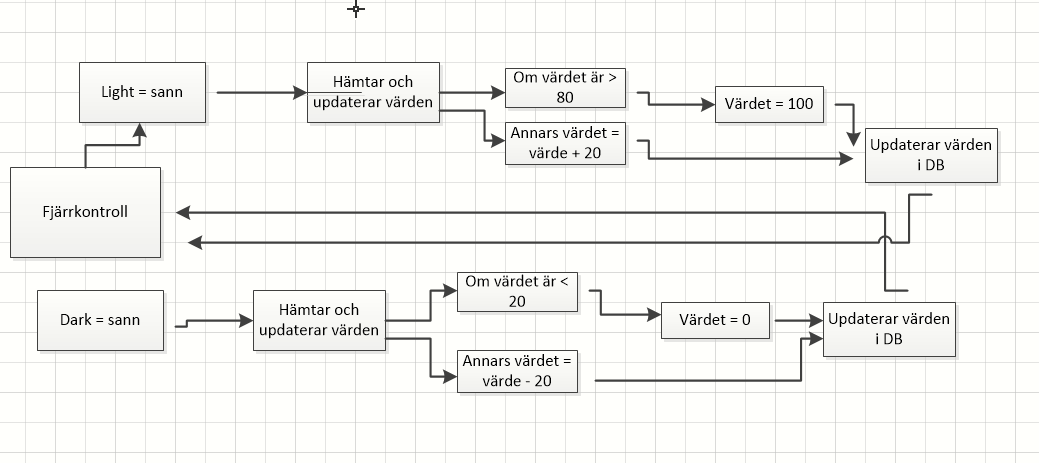 Light = sann
Hämtar och
updaterar värden
Om värdet är >
80
Annars värdet =
värde + 20
Värdet = 100
Updaterar värden
i DB
Fjärrkontroll
Dark = sann
Hämtar och
updaterar värden
Om värdet är <
20
Annars värdet =
värde - 20
Värdet = 0
Updaterar värden
i DB